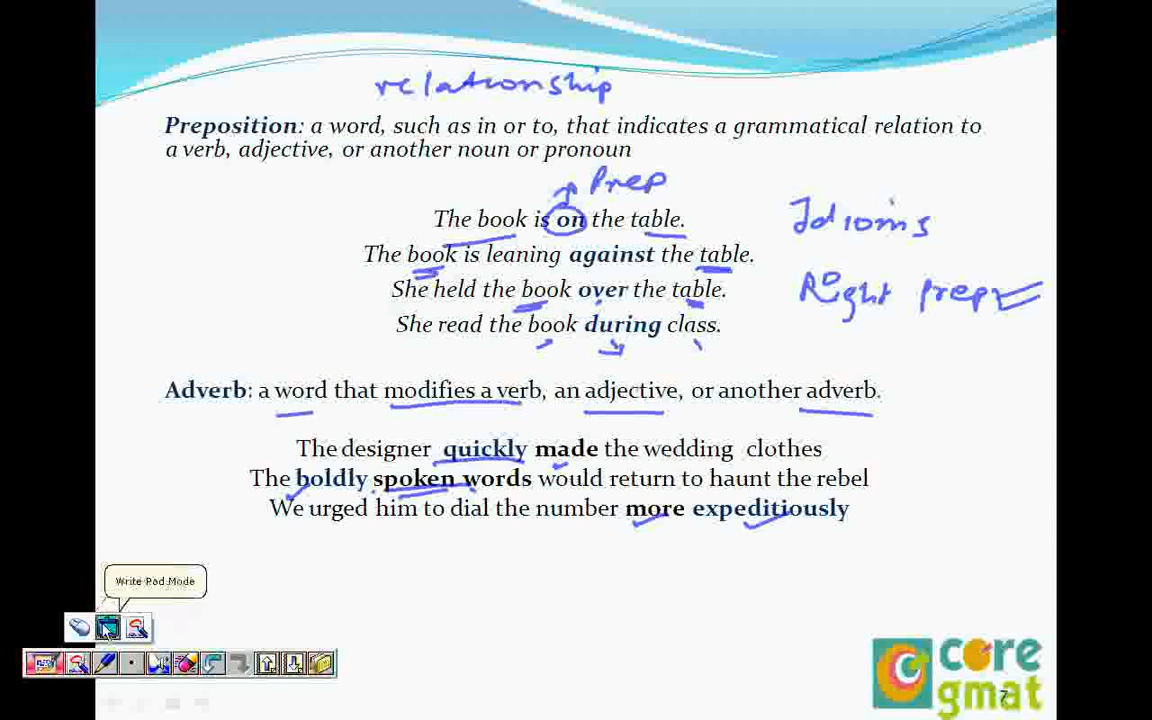 relationship
Preposition: a word, such as in or to, that indicates a grammatical relation to
a verb, adjective, or another noun or pronoun
Prep
The book is on the table.
Idioms
The book is leaning against the table.
She held the book over the table.
Right prep
She read the book during class.
Adverb: a word that modifies a verb, an adjective, or another adverb.
The designer quickly made the wedding clothes
The boldly spoken words would return to haunt the rebel
We urged him to dial the number more expeditiously
Write Pad Mode
core
gmat
7